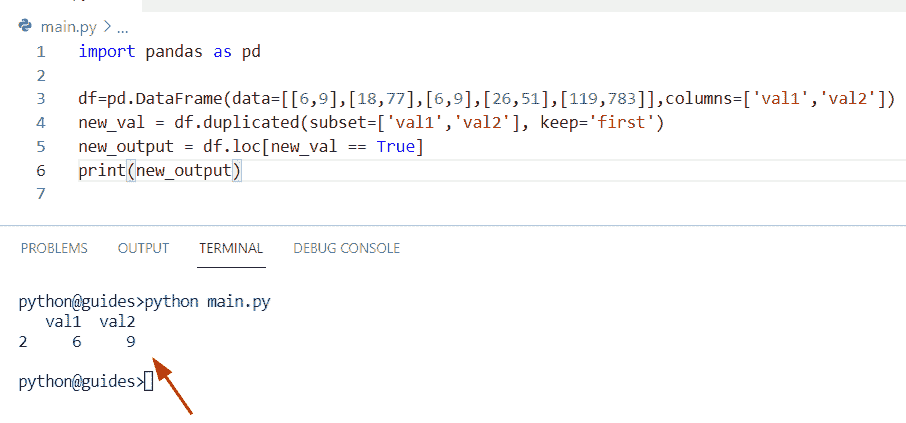 main.py > ...
1 import pandas as pd
2
3 df=pd.DataFrame(data=[[6,9],[18,77],[6,9],[26,51],[119,783]],columns=['val1','val2'])
4 new_val = df.duplicated(subset=['val1','val2'], keep='first')
5 new_output = df.loc[new_val == True]
6 print(new_output)
7
PROBLEMS OUTPUT TERMINAL DEBUG CONSOLE
python@guides>python main.py
   val1  val2
2     6     9
python@guides>